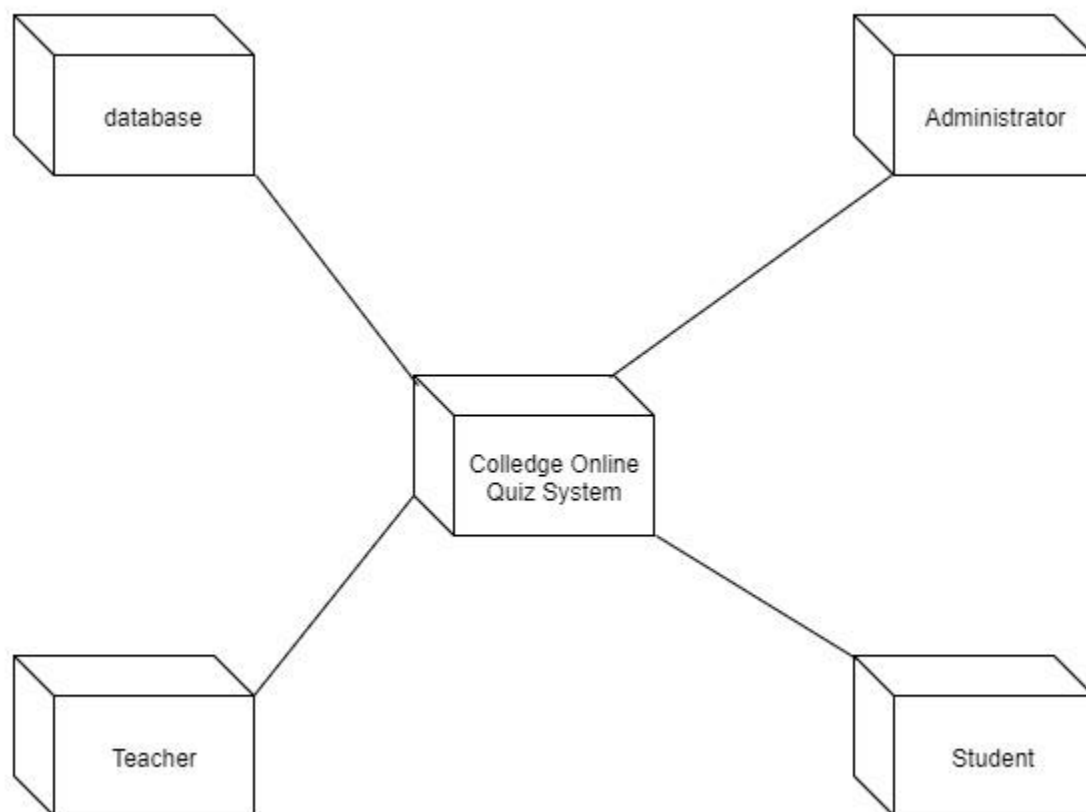 database
Administrator
Colledge Online
Quiz System
Teacher
Student